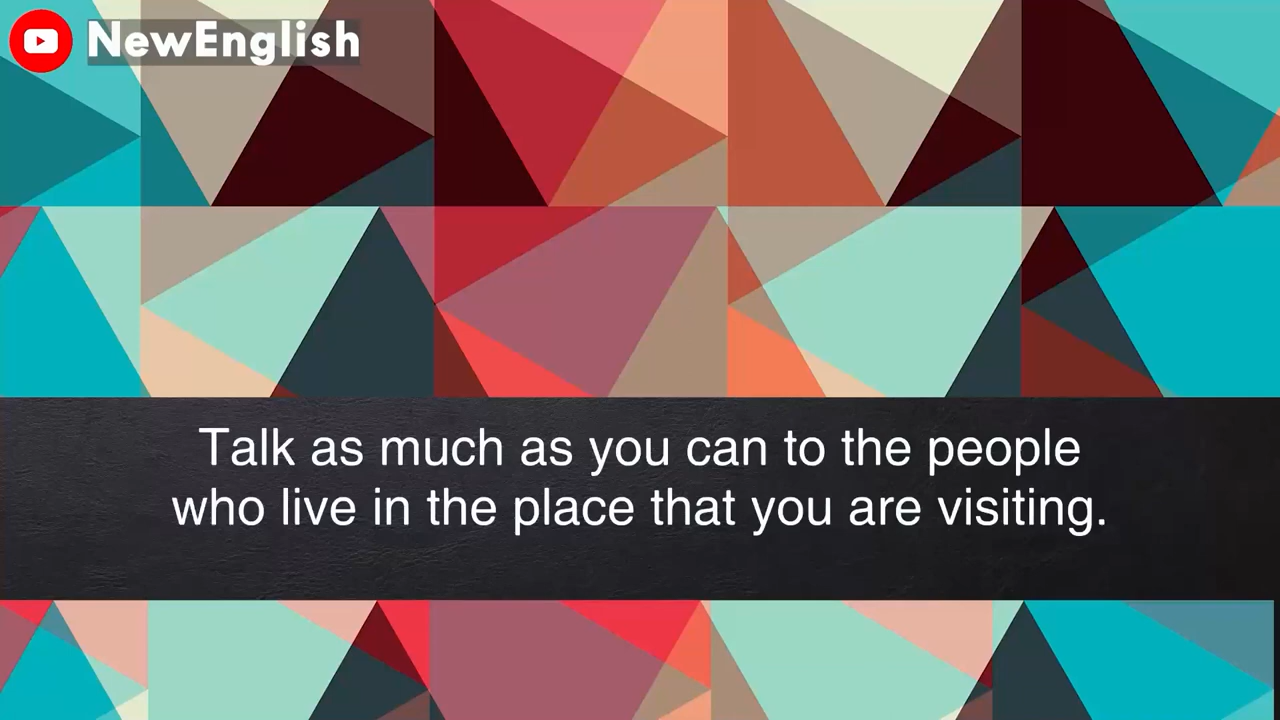 NewEnglish
Talk as much as you can to the people
who live in the place that you are visiting.